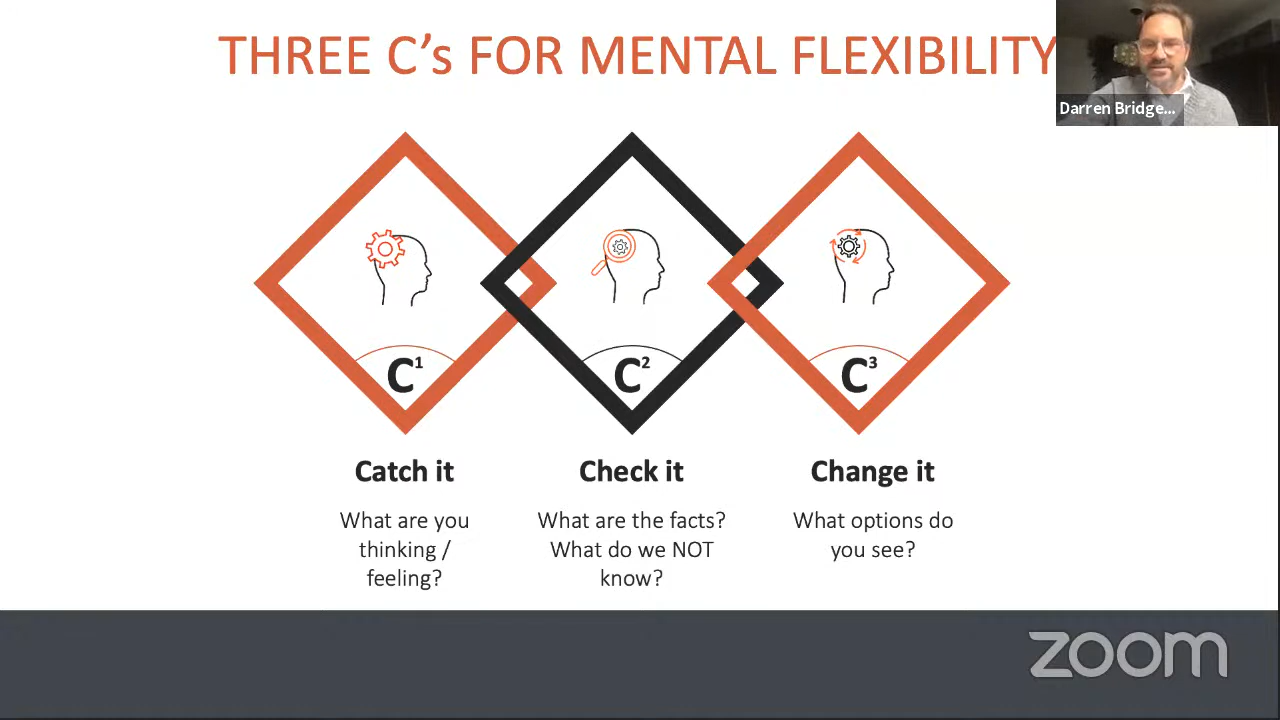 THREE C's FOR MENTAL FLEXIBILITY
Darren Bridge...
C¹
C²
C³
Catch it
What are you
thinking /
feeling?
Check it
What are the facts?
What do we NOT
know?
Change it
What options do
you see?
zoom